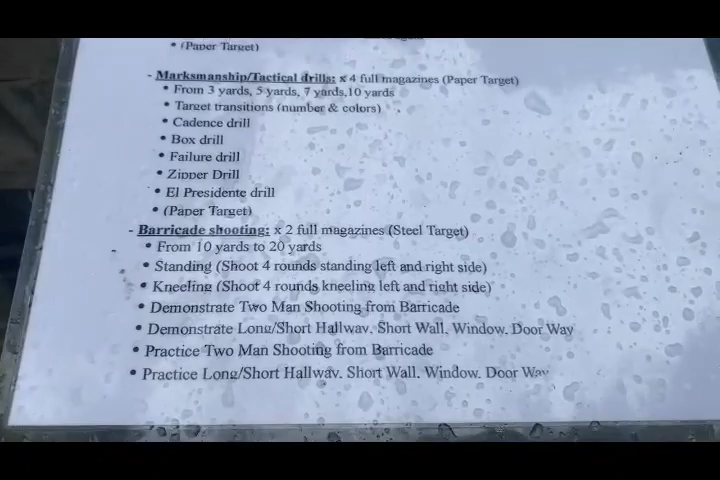 • (Paper Target)
- Marksmanship/Tactical drills: x 4 full magazines (Paper Target)
• From 3 yards, 5 yards, 7 yards,10 yards
• Target transitions (number & colors)
• Cadence drill
• Box drill
• Failure drill
• Zipper Drill
• El Presidente drill
• (Paper Target)
- Barricade shooting: x 2 full magazines (Steel Target)
• From 10 yards to 20 yards
• Standing (Shoot 4 rounds standing left and right side)
• Kneeling (Shoot 4 rounds kneeling left and right side)
• Demonstrate Two Man Shooting from Barricade
• Demonstrate Long/Short Hallway, Short Wall, Window, Door Way
• Practice Two Man Shooting from Barricade
• Practice Long/Short Hallway, Short Wall, Window, Door Way